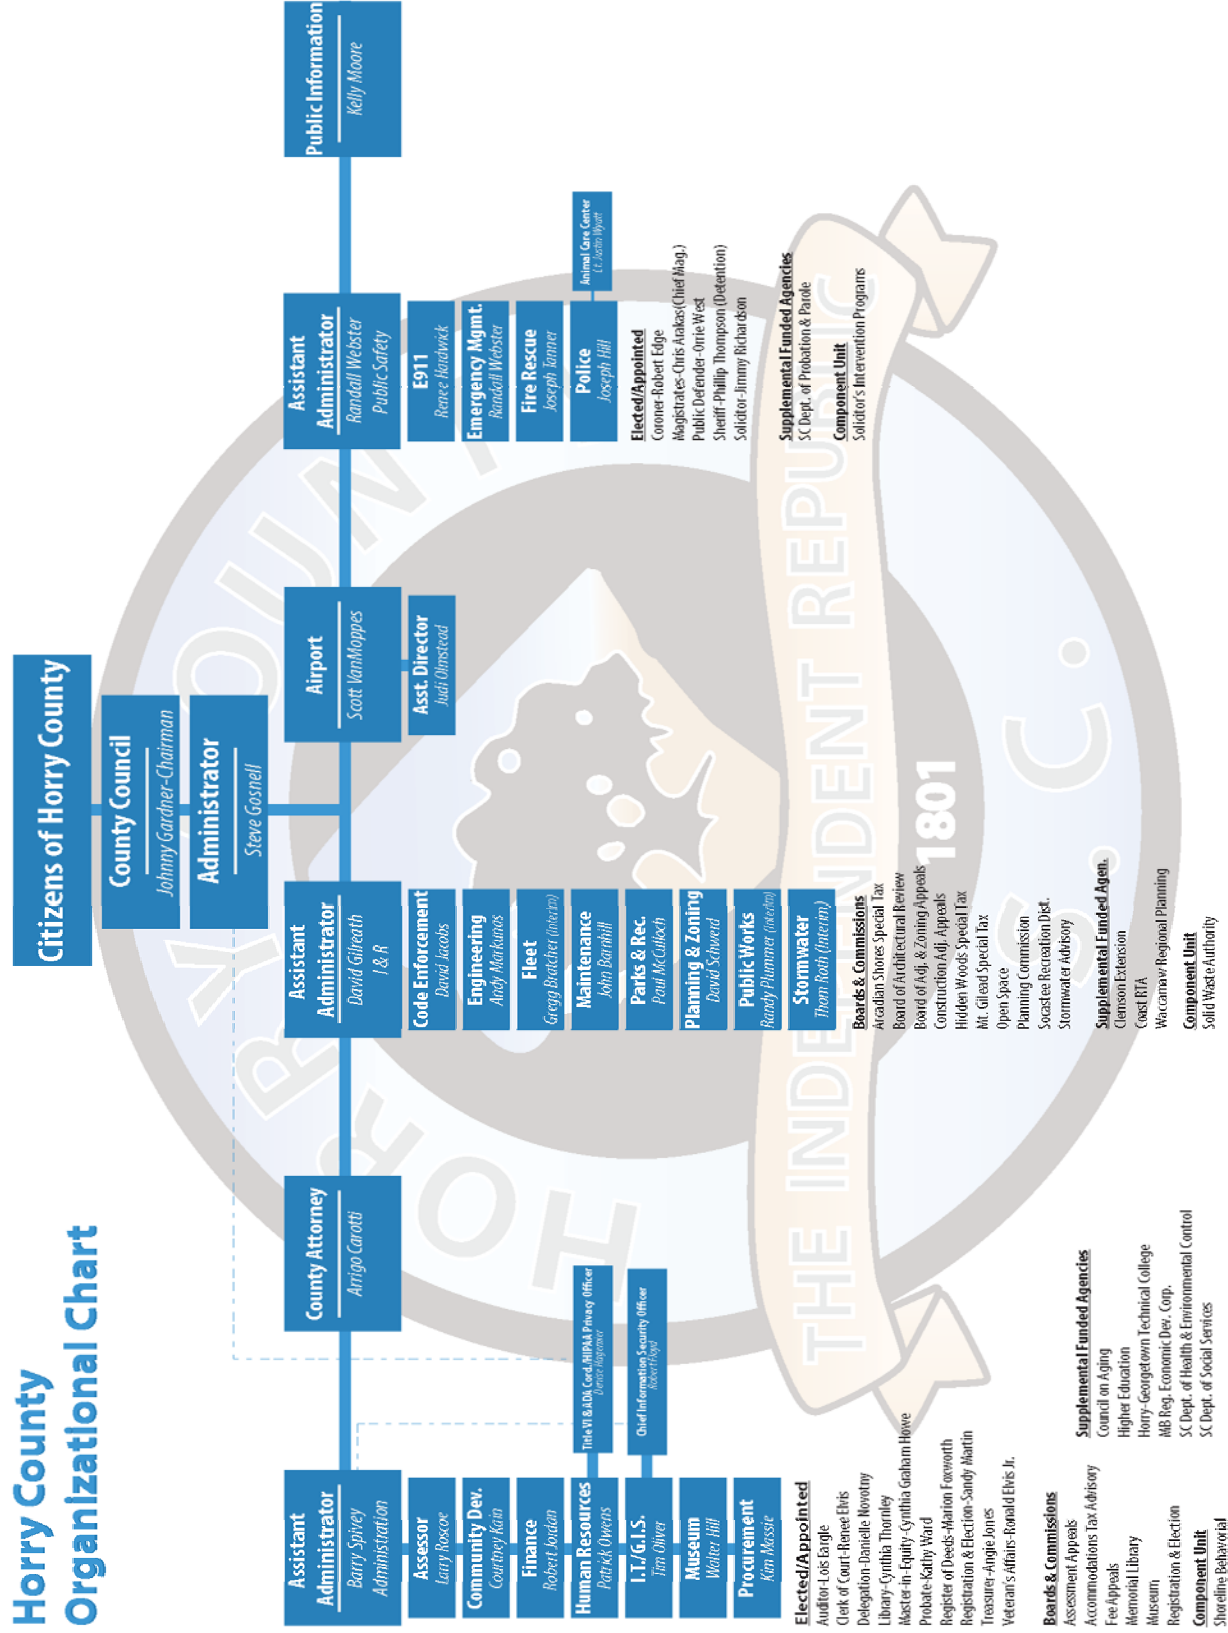 Horry County
Organizational Chart
Citizens of Horry County
County Council
Johnny Gardner-Chairman
Administrator
Steve Gosnell
Assistant
Administrator
Barry Spivey
Administration
County Attorney
Arrigo Carotti
Assistant
Administrator
David Gilreath
I & R
Airport
Scott VanMoppes
Assistant
Administrator
Randall Webster
Public Safety
Public Information
Kelly Moore
Assessor
Larry Roscoe
Community Dev.
Courtney Kain
Finance
Robert Jordan
Human Resources
Patrick Owens
Title VI & ADA Cord./HIPAA Privacy Officer
I.T./G.I.S.
Tim Oliver
Chief Information Security Officer
Robert Floyd
Museum
Walter Hill
Procurement
Kim Massie
Elected/Appointed
Auditor-Lois Eargle
Clerk of Court-Renee Elvis
Delegation-Danielle Novotny
Library-Cynthia Thornley
Master-in-Equity-Cynthia Graham Howe
Probate-Kathy Ward
Register of Deeds-Marion Foxworth
Registration & Election-Sandy Martin
Treasurer-Angie Jones
Veteran's Affairs-Ronald Elvis Jr.
Boards & Commissions
Assessment Appeals
Accommodations Tax Advisory
Fee Appeals
Memorial Library
Museum
Registration & Election
Component Unit
Shoreline Behavorial
Supplemental Funded Agencies
Council on Aging
Higher Education
Horry-Georgetown Technical College
MB Reg. Economic Dev. Corp.
SC Dept. of Health & Environmental Control
SC Dept. of Social Services
Code Enforcement
David Jacobs
Engineering
Andy Markunas
Fleet
Gregg Bratcher (Interim)
Maintenance
John Barnhill
Parks & Rec.
Paul McCulloch
Planning & Zoning
David Schwerd
Public Works
Randy Plummer (Interim)
Stormwater
Thom Roth (Interim)
Boards & Commissions
Arcadian Shores Special Tax
Board of Architectural Review
Board of Adj. & Zoning Appeals
Construction Adj. Appeals
Hidden Woods Special Tax
Mt. Gilead Special Tax
Open Space
Planning Commission
Socastee Recreation Dist.
Stormwater Advisory
Supplemental Funded Agen.
Clemson Extension
Coast RTA
Waccamaw Regional Planning
Component Unit
Solid Waste Authority
Asst. Director
Judi Olmstead
E911
Renee Hardwick
Emergency Mgmt.
Randall Webster
Fire Rescue
Joseph Tanner
Police
Joseph Hill
Animal Care Center
Lt. Justin Wyatt
Elected/Appointed
Coroner-Robert Edge
Magistrates-Chris Arakas(Chief Mag.)
Public Defender-Orrie West
Sheriff-Phillip Thompson (Detention)
Solicitor-Jimmy Richardson
Supplemental Funded Agencies
SC Dept. of Probation & Parole
Component Unit
Solicitor's Intervention Programs
HORRY COUNTY
THE INDEPENDENT REPUBLIC
1801
S.C.